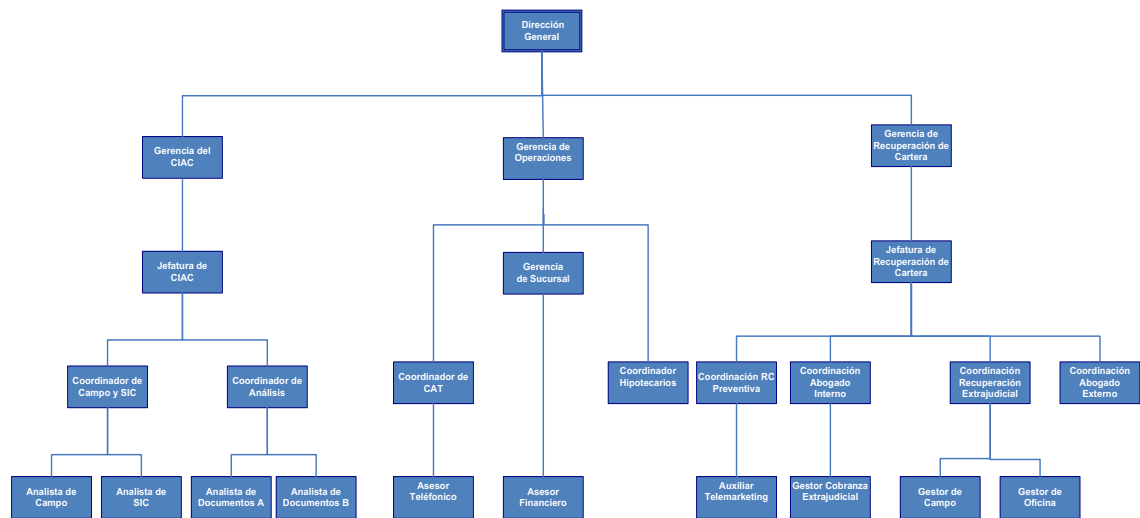 Dirección
General
Gerencia del
CIAC
Gerencia de
Operaciones
Gerencia de
Recuperación de
Cartera
Jefatura de
CIAC
Gerencia
de Sucursal
Jefatura de
Recuperación de
Cartera
Coordinador de
Campo y SIC
Coordinador de
Análisis
Coordinador de
CAT
Coordinador
Hipotecarios
Coordinación RC
Preventiva
Coordinación
Abogado
Interno
Coordinación
Recuperación
Extrajudicial
Coordinación
Abogado
Externo
Analista de
Campo
Analista de
SIC
Analista de
Documentos A
Analista de
Documentos B
Asesor
Teléfonico
Asesor
Financiero
Auxiliar
Telemarketing
Gestor Cobranza
Extrajudicial
Gestor de
Campo
Gestor de
Oficina